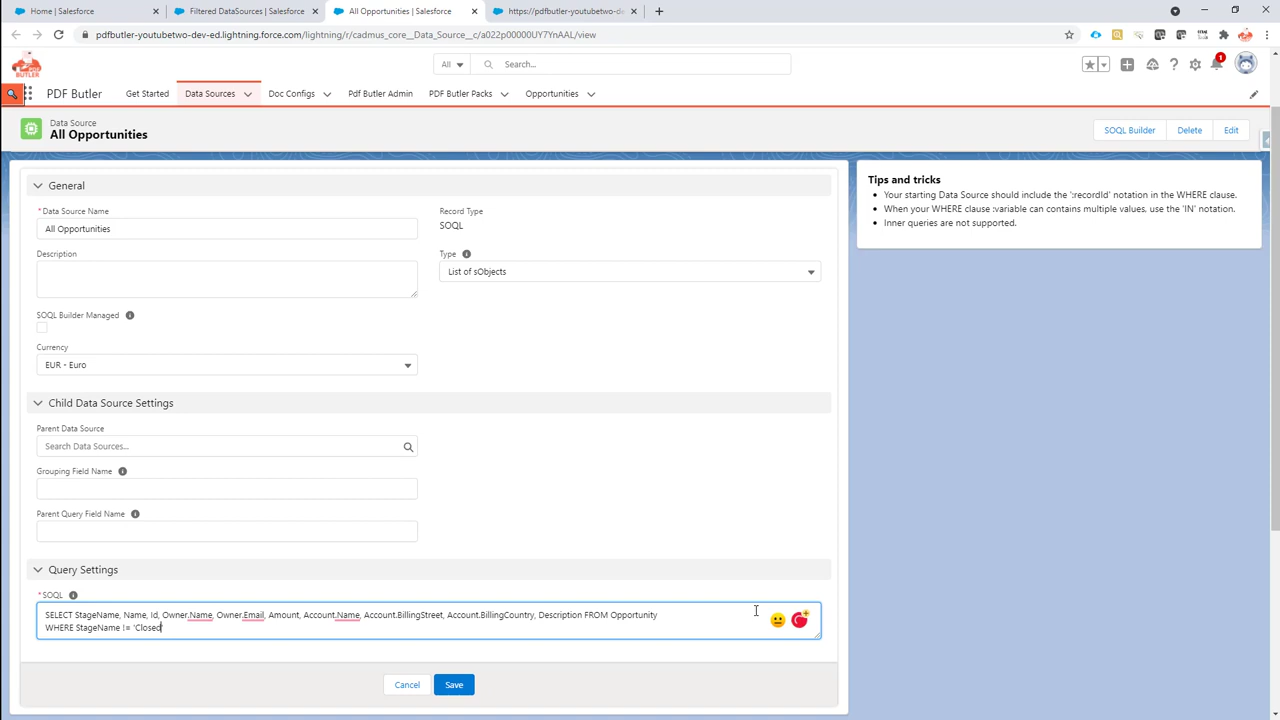 Home | Salesforce
Filtered DataSources | Salesforce
All Opportunities | Salesforce
https://pdfbutler-youtubetwo-de
pdfbutler-youtubetwo-dev-ed.lightning.force.com/lightning/r/cadmus_core__Data_Source__c/a022p00000UY7YnAAL/view
BUTLER
All
Search...
1
PDF Butler
Get Started
Data Sources
Doc Configs
Pdf Butler Admin
PDF Butler Packs
Opportunities
Data Source
All Opportunities
SOQL Builder
Delete
Edit
General
* Data Source Name
All Opportunities
Record Type
SOQL
Description
Type
List of sObjects
SOQL Builder Managed
Currency
EUR - Euro
Child Data Source Settings
Parent Data Source
Search Data Sources...
Grouping Field Name
Parent Query Field Name
Query Settings
* SOQL
SELECT StageName, Name, Id, Owner.Name, Owner.Email, Amount, Account.Name, Account.BillingStreet, Account.BillingCountry, Description FROM Opportunity
WHERE StageName != 'Closed
Cancel
Save
Tips and tricks
• Your starting Data Source should include the ':recordId' notation in the WHERE clause.
• When your WHERE clause :variable can contains multiple values, use the 'IN' notation.
• Inner queries are not supported.